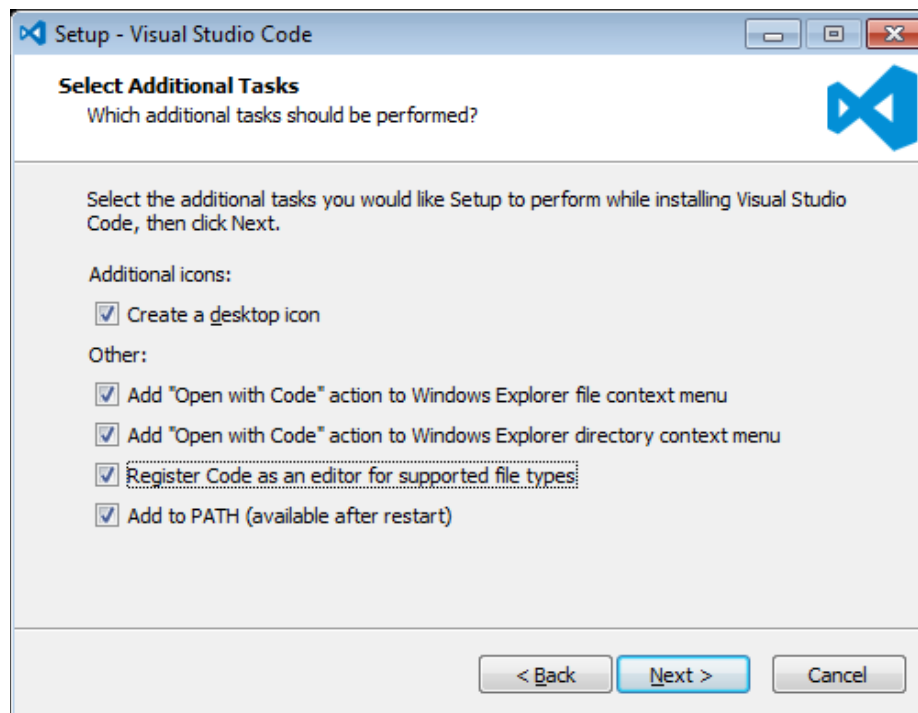 Setup - Visual Studio Code
Select Additional Tasks
Which additional tasks should be performed?
Select the additional tasks you would like Setup to perform while installing Visual Studio
Code, then click Next.
Additional icons:
Create a desktop icon
Other:
Add "Open with Code" action to Windows Explorer file context menu
Add "Open with Code" action to Windows Explorer directory context menu
Register Code as an editor for supported file types
Add to PATH (available after restart)
< Back Next > Cancel